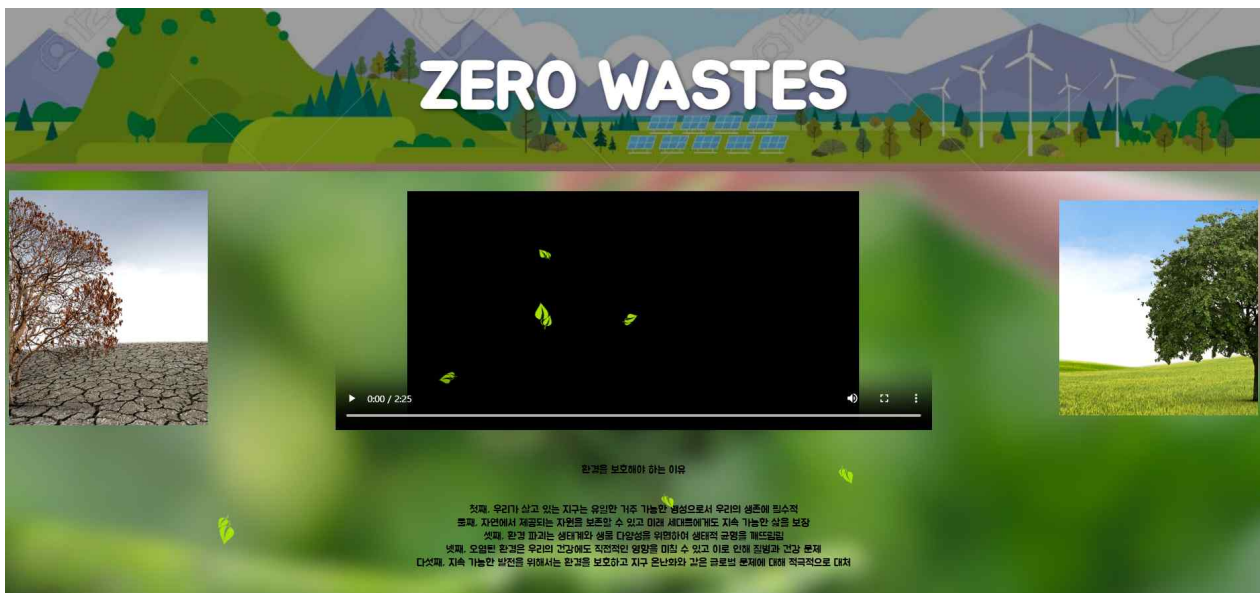 ZERO WASTES
0:00 / 2:25
환경을 보호해야 하는 이유
첫째. 우리가 살고 있는 지구는 유일한 거주 가능한 행성으로서 우리의 생존에 필수적
둘째. 자연에서 제공되는 자원을 보존할 수 있고 미래 세대들에게도 지속 가능한 삶을 보장
셋째. 환경 파괴는 생태계와 생물 다양성을 위협하여 생태적 균형을 깨뜨림
넷째. 오염된 환경은 우리의 건강에도 직접적인 영향을 미칠 수 있고 이로 인해 질병과 건강 문제
다섯째. 지속 가능한 발전을 위해서는 환경을 보호하고 지구 온난화와 같은 글로벌 문제에 대해 적극적으로 대처